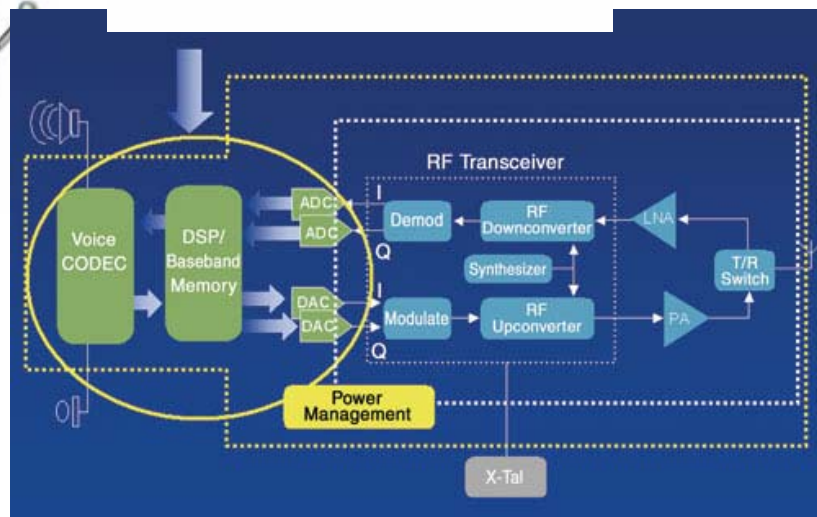 RF Transceiver
Voice
CODEC
DSP/
Baseband
Memory
ADC
ADC
I
Q
Demod
RF
Downconverter
LNA
Synthesizer
T/R
Switch
DAC
DAC
I
Q
Modulate
RF
Upconverter
PA
Power
Management
X-Tal